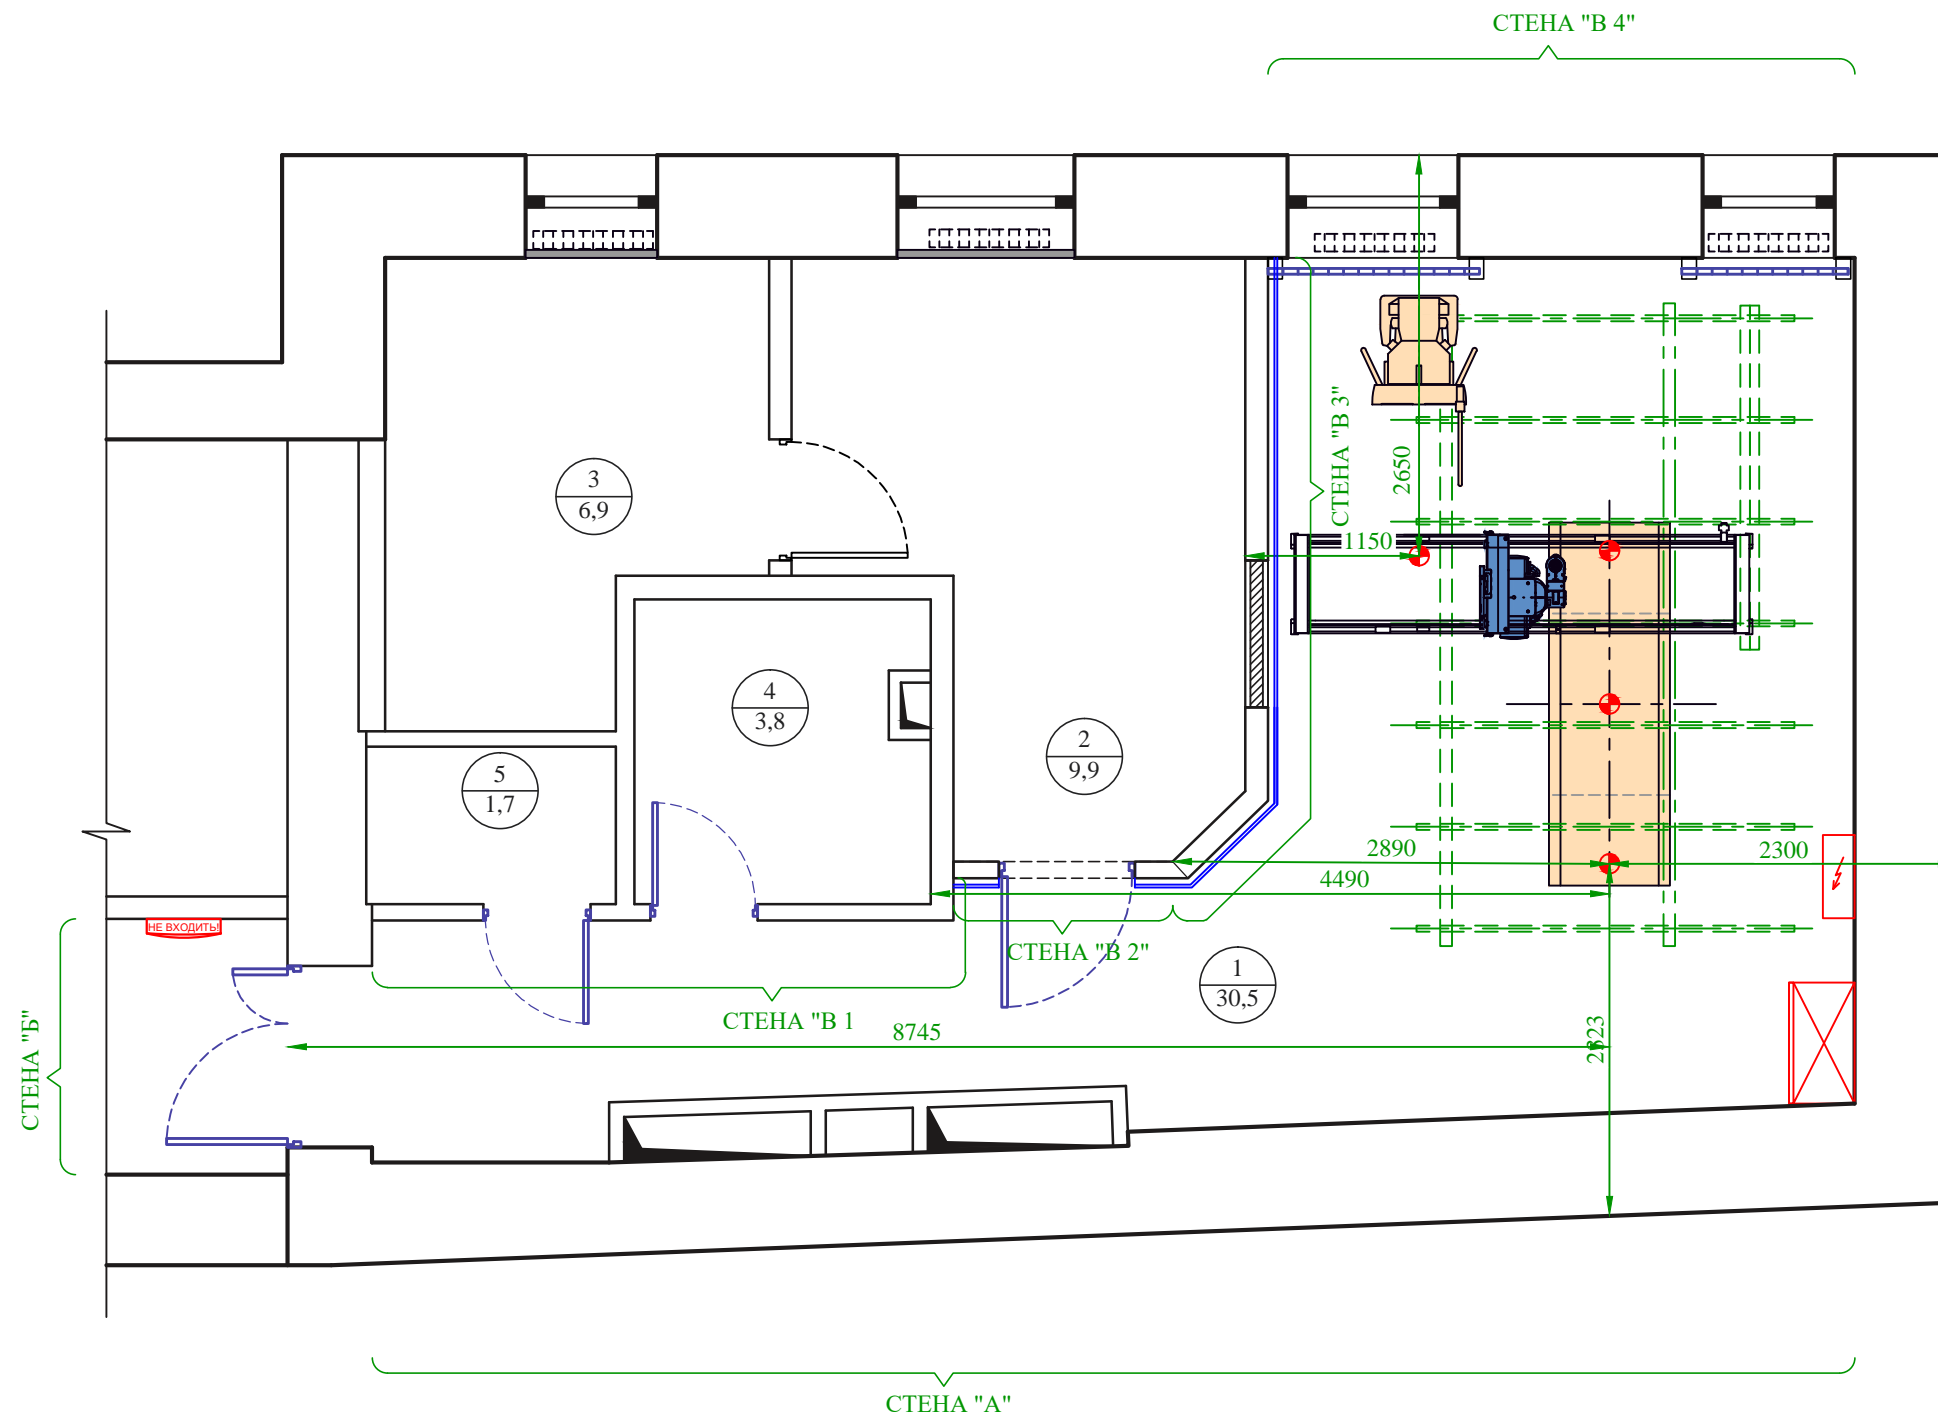 СТЕНА "В 4"
СТЕНА "В 3"
2650
3
6,9
1150
4
3,8
2
9,9
5
1,7
2890
2300
4490
НЕ ВХОДИТЬ!
СТЕНА "В 2"
1
30,5
СТЕНА "В 1
8745
2323
СТЕНА "Б"
СТЕНА "А"